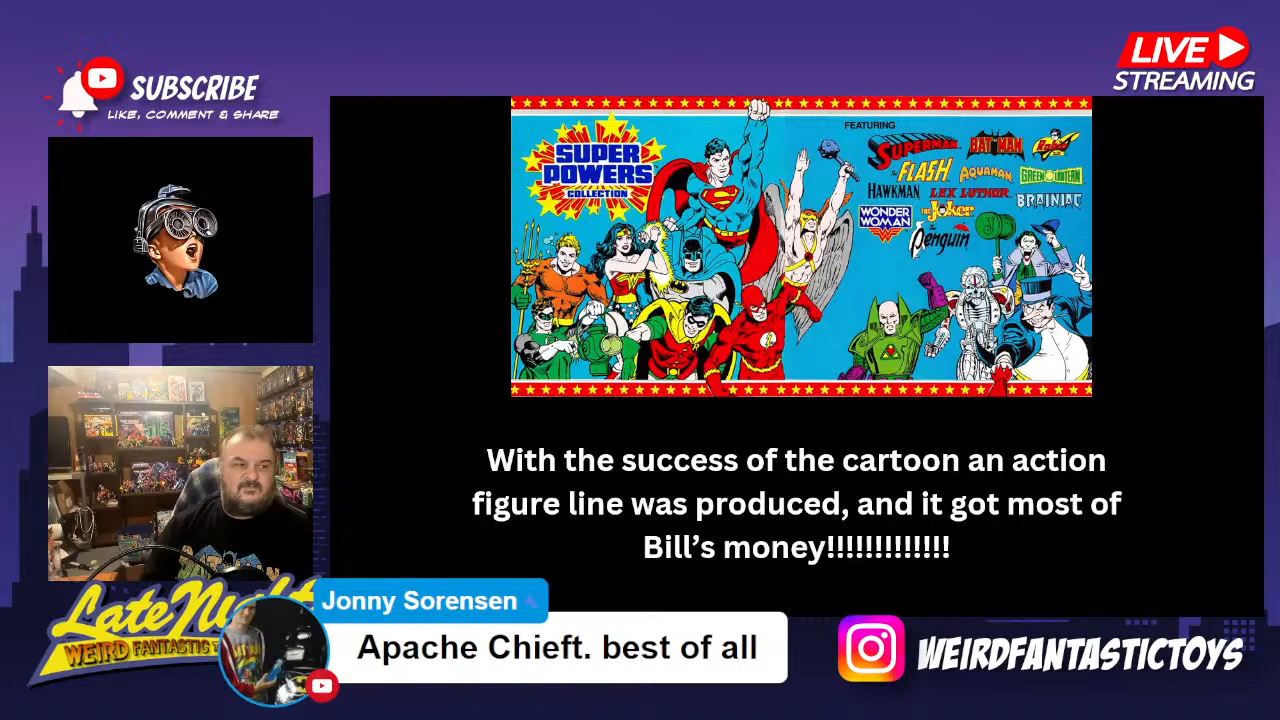 SUBSCRIBE
LIKE, COMMENT & SHARE
LIVE
STREAMING
SUPER
POWERS
COLLECTION
FEATURING
SUPERMAN
BATMAN
Robin
THE FLASH
AQUAMAN
GREEN LANTERN
HAWKMAN
LEX LUTHOR
BRAINIAC
WONDER
WOMAN
THE JOKER
The Penguin
With the success of the cartoon an action
figure line was produced, and it got most of
Bill’s money!!!!!!!!!!!!!
Late Night
WEIRD FANTASTIC
Jonny Sorensen
Apache Chieft. best of all
WEIRDFANTASTICTOYS